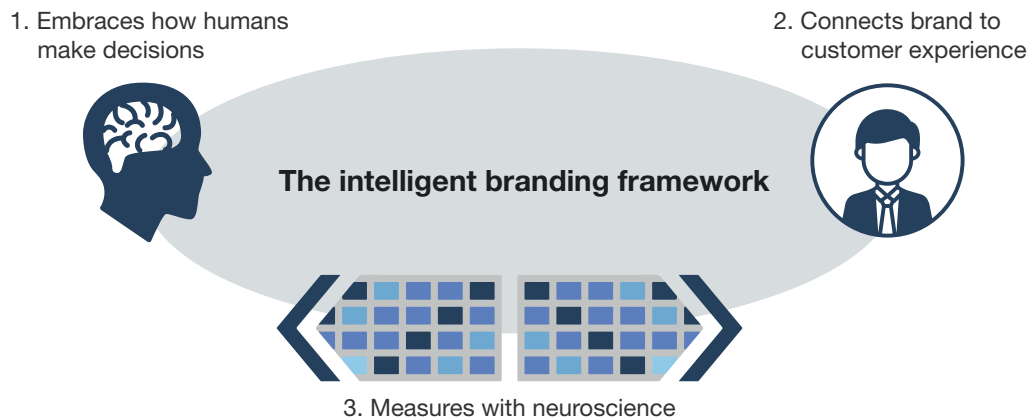 1. Embraces how humans
make decisions
2. Connects brand to
customer experience
The intelligent branding framework
3. Measures with neuroscience